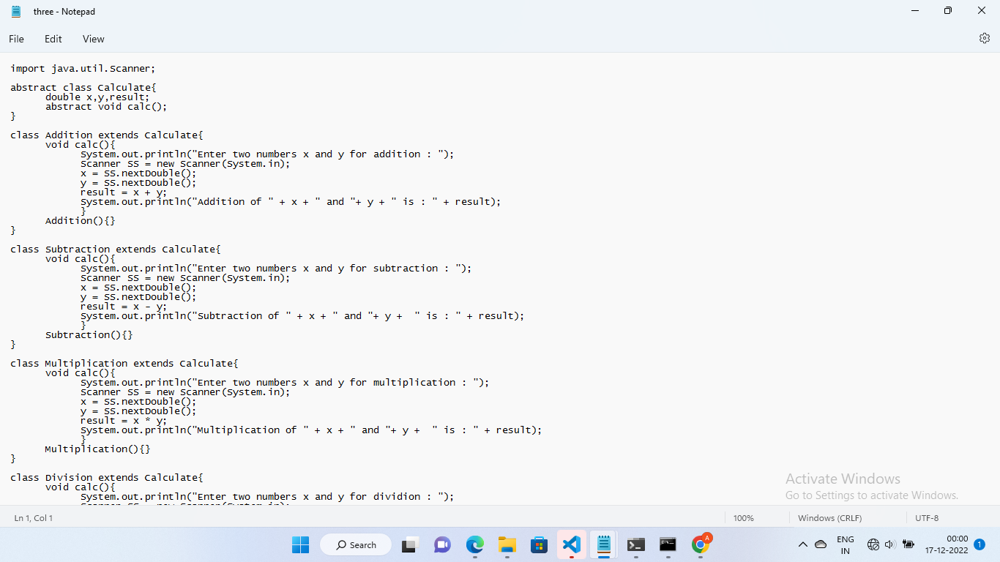 three - Notepad
File Edit View
import java.util.Scanner;
abstract class Calculate{
double x,y,result;
abstract void calc();
}
class Addition extends Calculate{
void calc(){
System.out.println("Enter two numbers x and y for addition : ");
Scanner SS = new Scanner(System.in);
x = SS.nextDouble();
y = SS.nextDouble();
result = x + y;
System.out.println("Addition of " + x + " and "+ y + " is : " + result);
}
Addition(){}
}
class Subtraction extends Calculate{
void calc(){
System.out.println("Enter two numbers x and y for subtraction : ");
Scanner SS = new Scanner(System.in);
x = SS.nextDouble();
y = SS.nextDouble();
result = x - y;
System.out.println("Subtraction of " + x + " and "+ y +  " is : " + result);
}
Subtraction(){}
}
class Multiplication extends Calculate{
void calc(){
System.out.println("Enter two numbers x and y for multiplication : ");
Scanner SS = new Scanner(System.in);
x = SS.nextDouble();
y = SS.nextDouble();
result = x * y;
System.out.println("Multiplication of " + x + " and "+ y +  " is : " + result);
}
Multiplication(){}
}
class Division extends Calculate{
void calc(){
System.out.println("Enter two numbers x and y for dividion : ");
Activate Windows
Go to Settings to activate Windows.
Ln 1, Col 1 100% Windows (CRLF) UTF-8
Search A ENG IN 00:00 17-12-2022 1